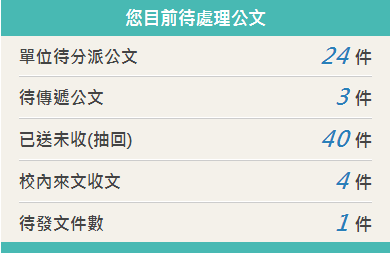 您目前待處理公文
單位待分派公文 24 件
待傳遞公文 3 件
已送未收(抽回) 40 件
校內來文收文 4 件
待發文件數 1 件